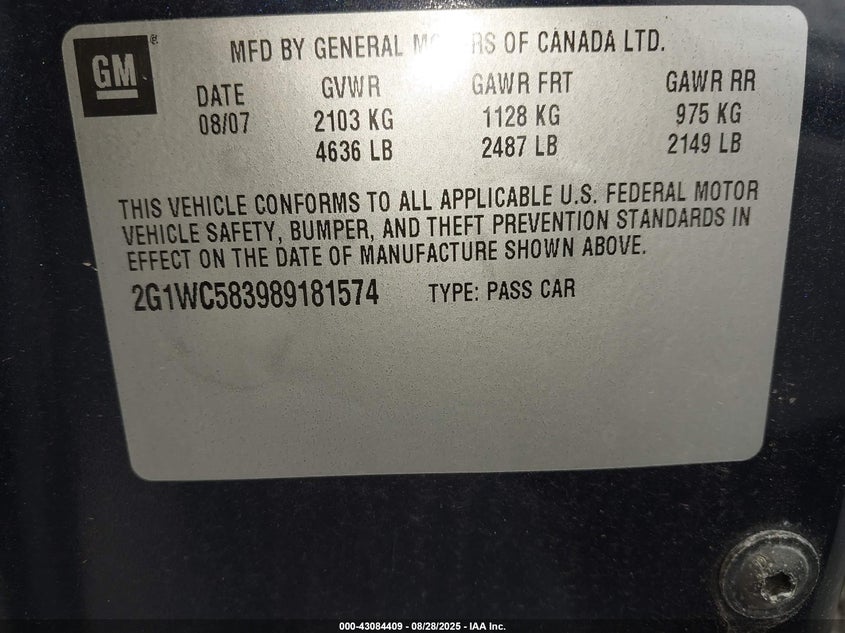 GM
MFD BY GENERAL MOTORS OF CANADA LTD.
DATE GVWR GAWR FRT GAWR RR
08/07 2103 KG 1128 KG 975 KG
4636 LB 2487 LB 2149 LB
THIS VEHICLE CONFORMS TO ALL APPLICABLE U.S. FEDERAL MOTOR
VEHICLE SAFETY, BUMPER, AND THEFT PREVENTION STANDARDS IN
EFFECT ON THE DATE OF MANUFACTURE SHOWN ABOVE.
2G1WC583989181574 TYPE: PASS CAR
000-43084409 - 08/28/2025 - IAA Inc.